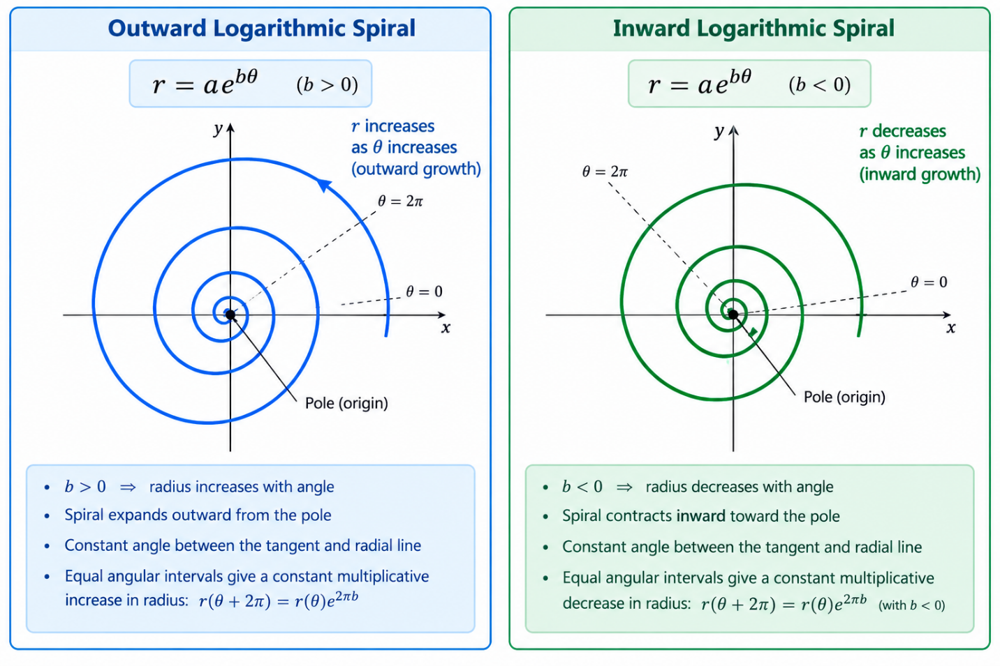 Outward Logarithmic Spiral
r = ae^{bθ} (b > 0)
y
r increases
as θ increases
(outward growth)
θ = 2π
θ = 0
x
Pole (origin)
• b > 0 ⇒ radius increases with angle
• Spiral expands outward from the pole
• Constant angle between the tangent and radial line
• Equal angular intervals give a constant multiplicative
increase in radius: r(θ + 2π) = r(θ)e^{2πb}
Inward Logarithmic Spiral
r = ae^{bθ} (b < 0)
y
r decreases
as θ increases
(inward growth)
θ = 2π
θ = 0
x
Pole (origin)
• b < 0 ⇒ radius decreases with angle
• Spiral contracts inward toward the pole
• Constant angle between the tangent and radial line
• Equal angular intervals give a constant multiplicative
decrease in radius: r(θ + 2π) = r(θ)e^{2πb} (with b < 0)